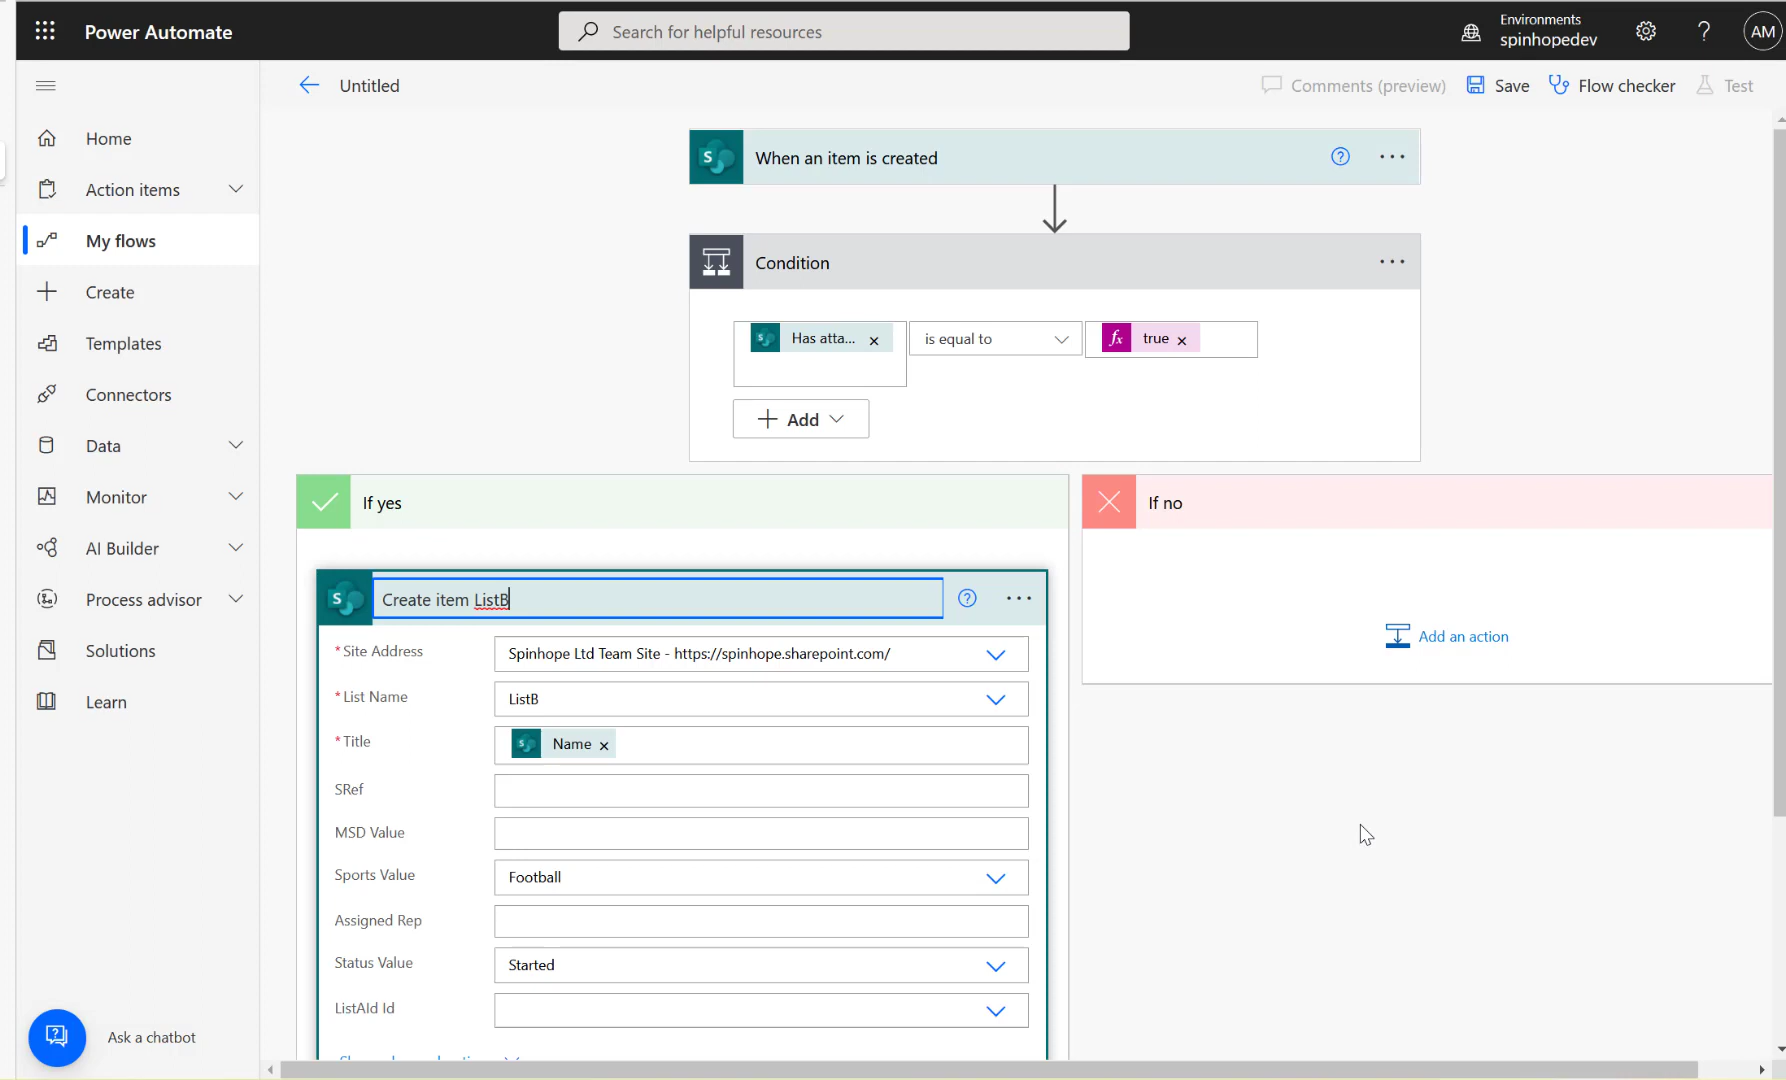 Power Automate
Search for helpful resources
Environments
spinhopedev
?
AM
Untitled
Comments (preview)
Save
Flow checker
Test
Home
Action items
My flows
Create
Templates
Connectors
Data
Monitor
AI Builder
Process advisor
Solutions
Learn
Ask a chatbot
S When an item is created ? ...
Condition ...
S Has atta... ×
is equal to
fx true ×
+ Add
If yes
If no
Add an action
S Create item ListB ? ...
*Site Address Spinhope Ltd Team Site - https://spinhope.sharepoint.com/
*List Name ListB
*Title S Name ×
SRef
MSD Value
Sports Value Football
Assigned Rep
Status Value Started
ListAId Id